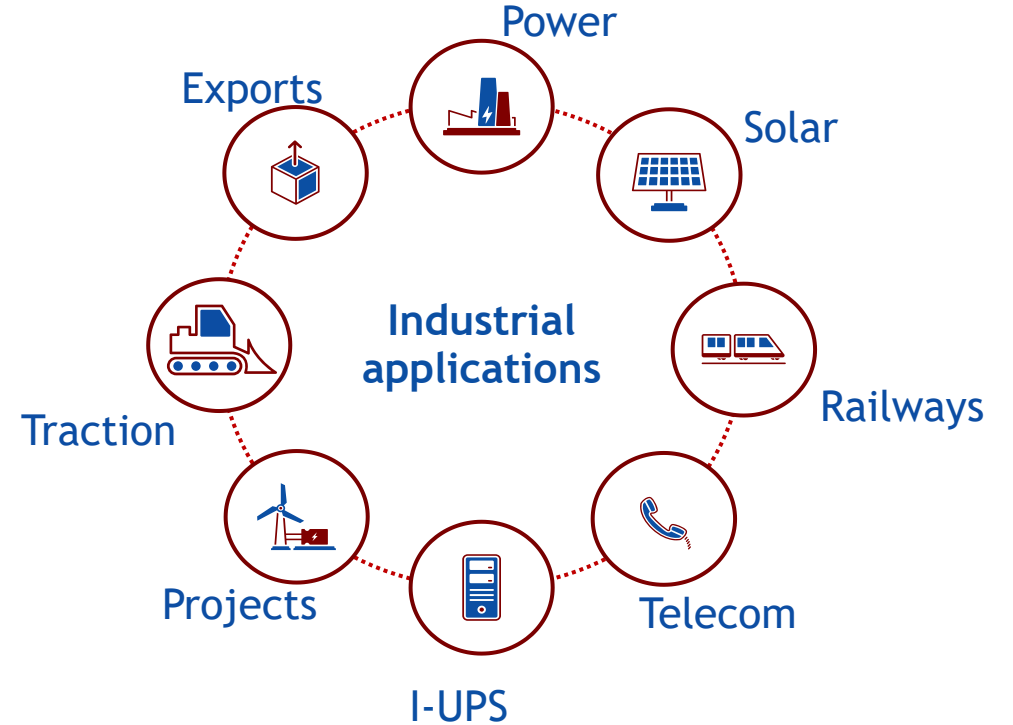 Power
Exports
Solar
Industrial
applications
Railways
Traction
Projects
Telecom
I-UPS